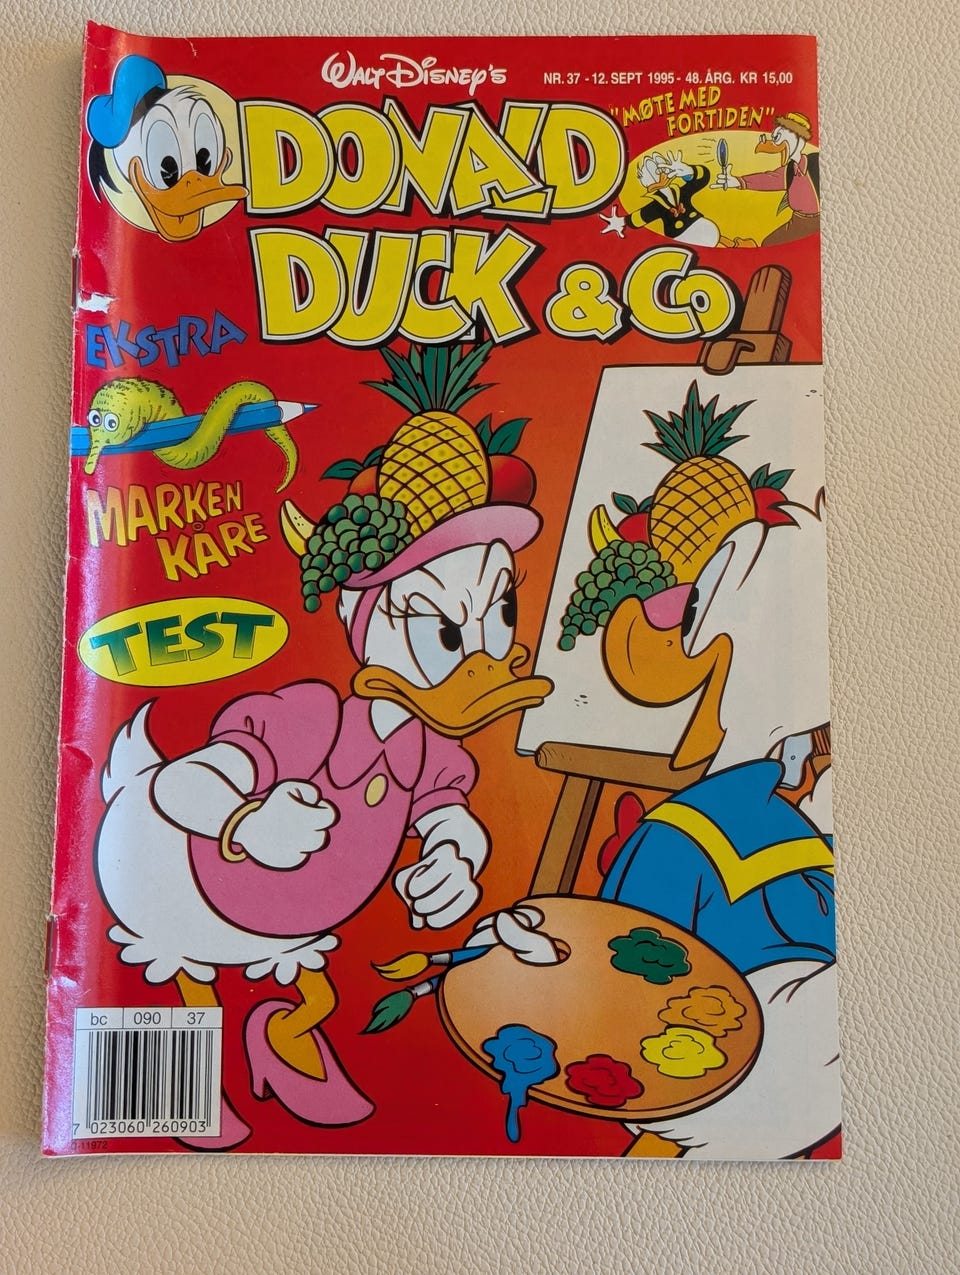 WALT DISNEY'S
NR. 37 - 12. SEPT 1995 - 48. ÅRG. KR 15,00
DONALD
DUCK & Co
"MØTE MED
FORTIDEN"
EKSTRA
MARKEN
KÅRE
TEST
bc 090 37
7 023060 260903